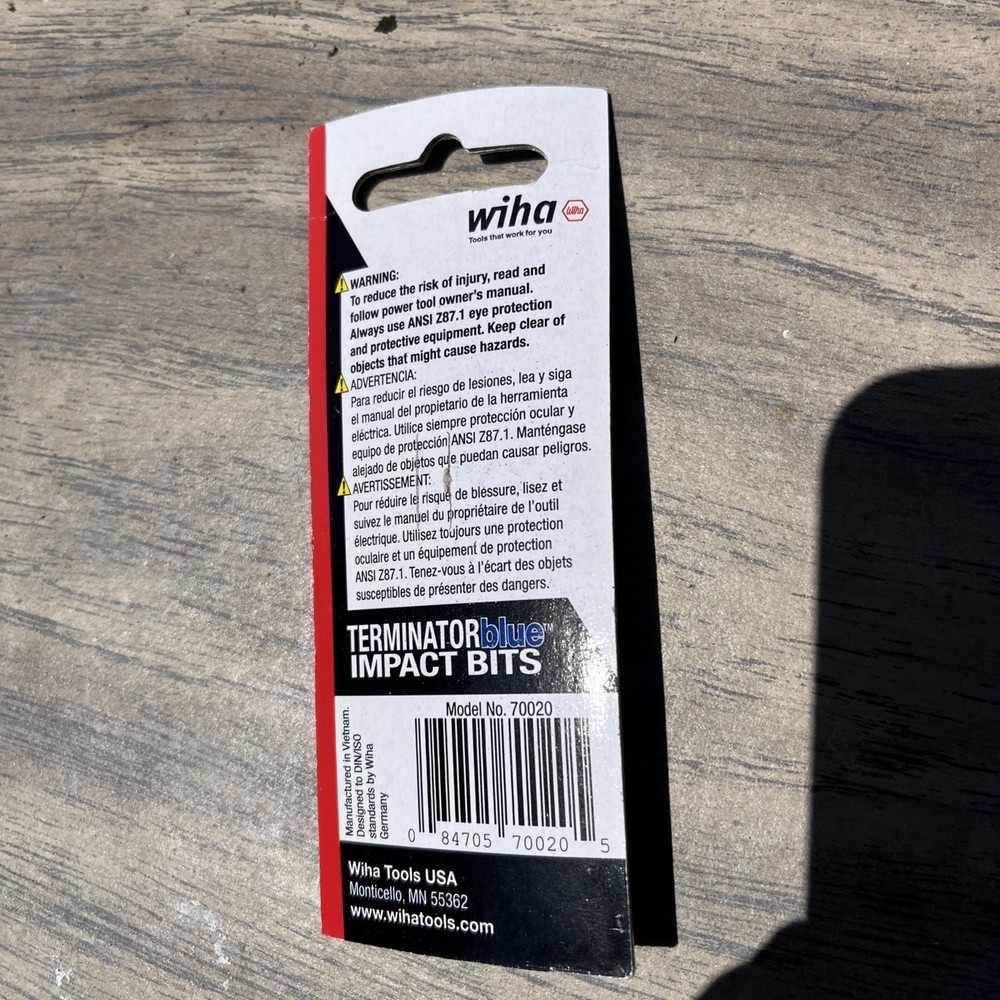 wiha wiha
Tools that work for you
WARNING:
To reduce the risk of injury, read and
follow power tool owner's manual.
Always use ANSI Z87.1 eye protection
and protective equipment. Keep clear of
objects that might cause hazards.
ADVERTENCIA:
Para reducir el riesgo de lesiones, lea y siga
el manual del propietario de la herramienta
eléctrica. Utilice siempre protección ocular y
equipo de protección ANSI Z87.1. Manténgase
alejado de objetos que puedan causar peligros.
AVERTISSEMENT:
Pour réduire le risque de blessure, lisez et
suivez le manuel du propriétaire de l'outil
électrique. Utilisez toujours une protection
oculaire et un équipement de protection
ANSI Z87.1. Tenez-vous à l'écart des objets
susceptibles de présenter des dangers.
TERMINATORblue™
IMPACT BITS
Model No. 70020
Manufactured in Vietnam.
Designed to DIN/ISO
standards by Wiha
Germany
0 84705 70020 5
Wiha Tools USA
Monticello, MN 55362
www.wihatools.com